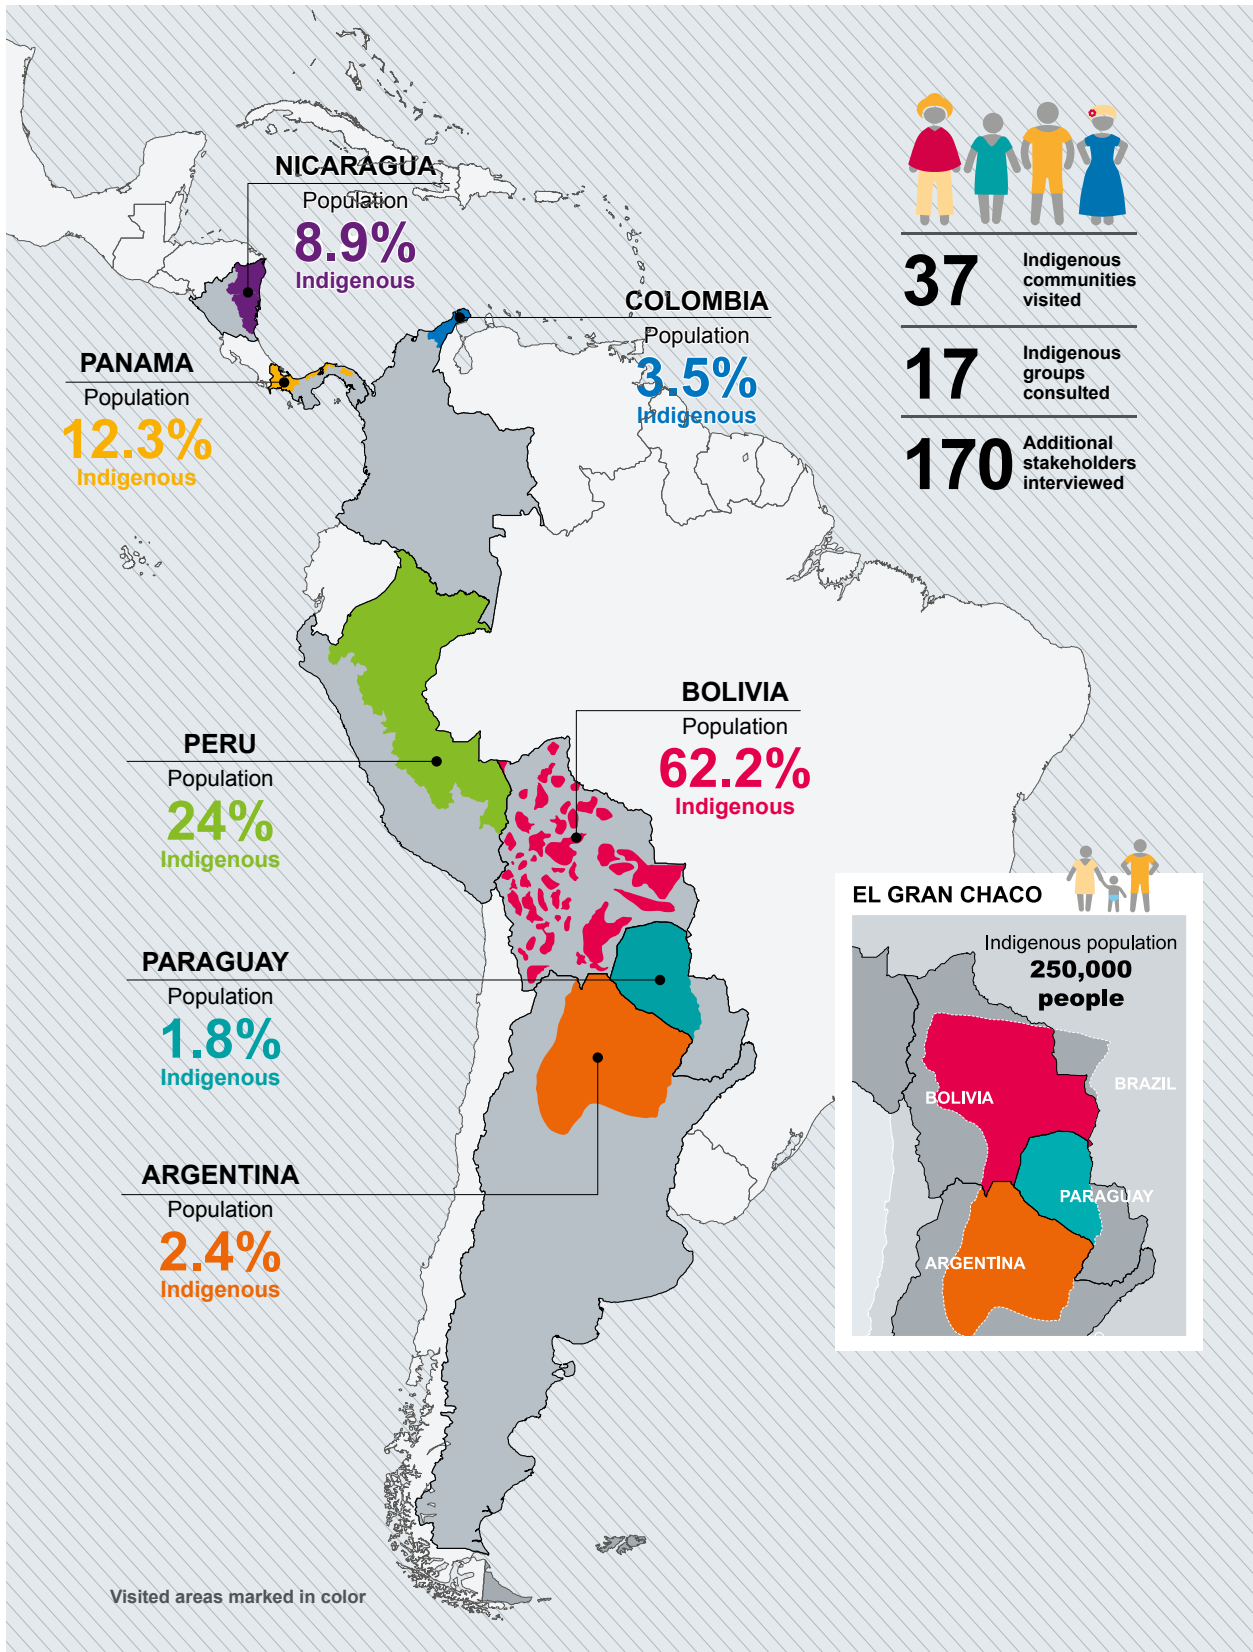 NICARAGUA
Population
8.9%
Indigenous
COLOMBIA
Population
3.5%
Indigenous
PANAMA
Population
12.3%
Indigenous
37
Indigenous
communities
visited
17
Indigenous
groups
consulted
170
Additional
stakeholders
interviewed
BOLIVIA
Population
62.2%
Indigenous
PERU
Population
24%
Indigenous
PARAGUAY
Population
1.8%
Indigenous
ARGENTINA
Population
2.4%
Indigenous
EL GRAN CHACO
Indigenous population
250,000
people
BRAZIL
BOLIVIA
PARAGUAY
ARGENTINA
Visited areas marked in color